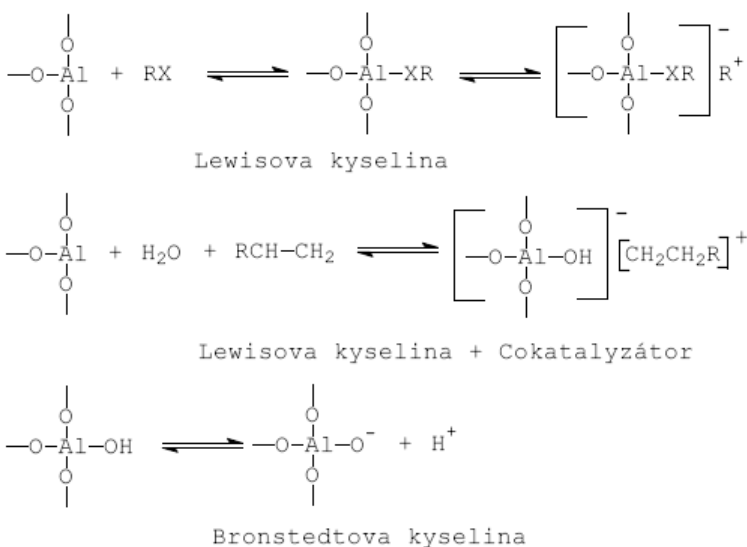 O O O
—O-Al + RX ⇌ —O-Al-XR ⇌ [—O-Al-XR]⁻ R⁺
O O O
Lewisova kyselina
O O
—O-Al + H₂O + RCH-CH₂ ⇌ [—O-Al-OH]⁻ [CH₂CH₂R]⁺
O O
Lewisova kyselina + Cokatalyzátor
O O
—O-Al-OH ⇌ —O-Al-O⁻ + H⁺
O O
Bronstedtova kyselina